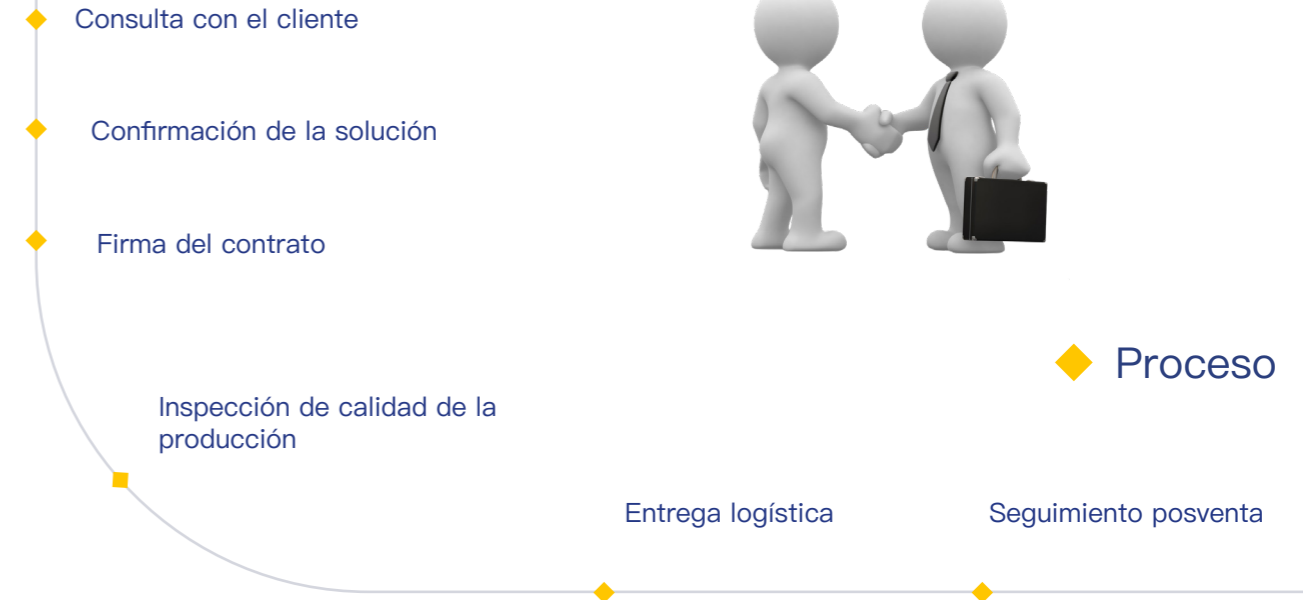 Consulta con el cliente
Confirmación de la solución
Firma del contrato
Proceso
Inspección de calidad de la
producción
Entrega logística
Seguimiento posventa